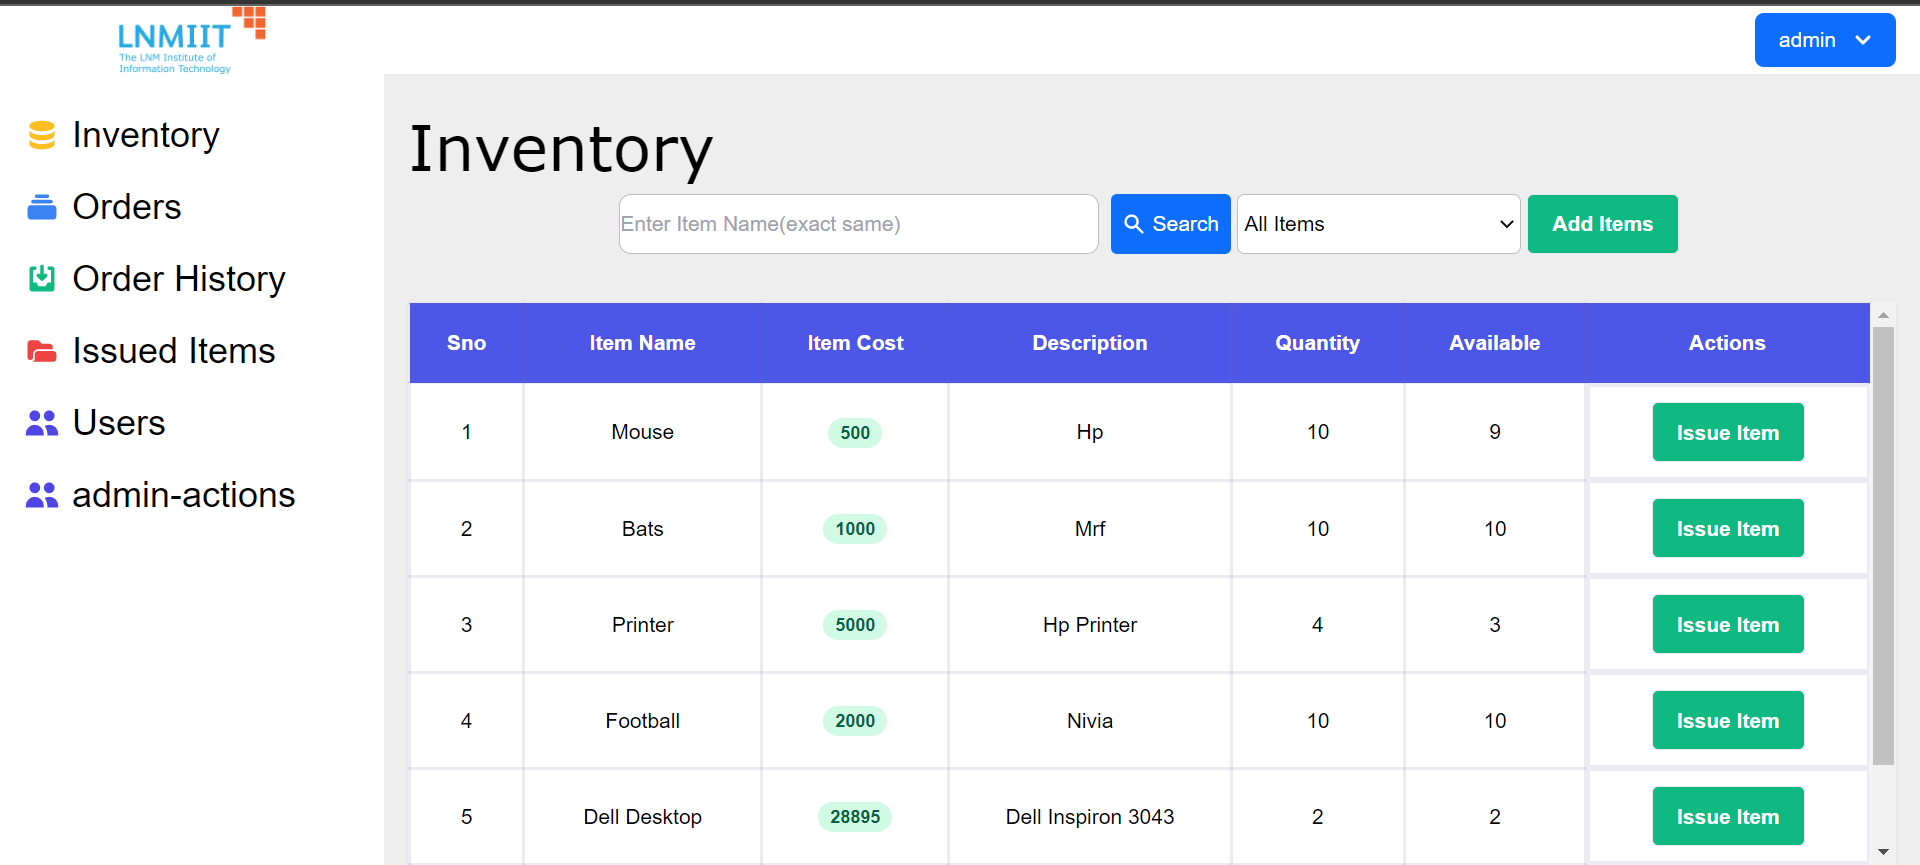 LNMIIT
The LNM Institute of
Information Technology
admin
Inventory
Orders
Order History
Issued Items
Users
admin-actions
Inventory
Enter Item Name(exact same) Search All Items Add Items
Sno Item Name Item Cost Description Quantity Available Actions
1 Mouse 500 Hp 10 9 Issue Item
2 Bats 1000 Mrf 10 10 Issue Item
3 Printer 5000 Hp Printer 4 3 Issue Item
4 Football 2000 Nivia 10 10 Issue Item
5 Dell Desktop 28895 Dell Inspiron 3043 2 2 Issue Item